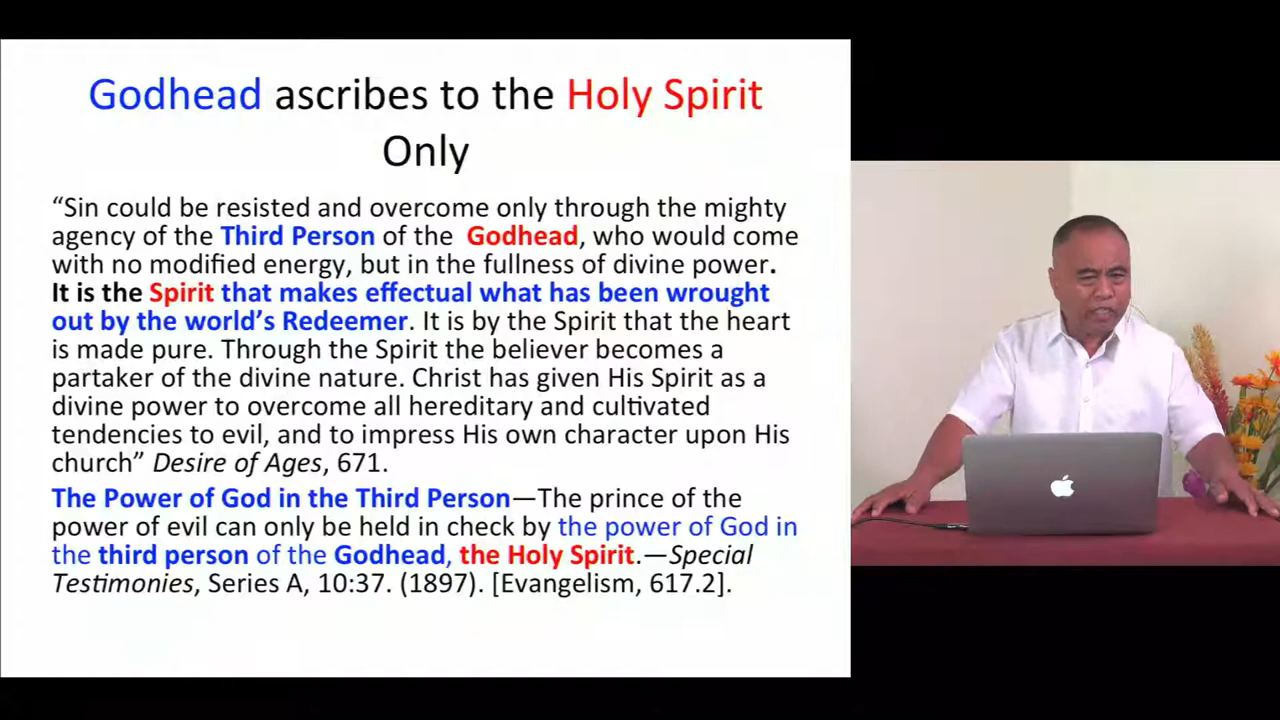 Godhead ascribes to the Holy Spirit
Only
“Sin could be resisted and overcome only through the mighty
agency of the Third Person of the Godhead, who would come
with no modified energy, but in the fullness of divine power.
It is the Spirit that makes effectual what has been wrought
out by the world’s Redeemer. It is by the Spirit that the heart
is made pure. Through the Spirit the believer becomes a
partaker of the divine nature. Christ has given His Spirit as a
divine power to overcome all hereditary and cultivated
tendencies to evil, and to impress His own character upon His
church” Desire of Ages, 671.
The Power of God in the Third Person—The prince of the
power of evil can only be held in check by the power of God in
the third person of the Godhead, the Holy Spirit.—Special
Testimonies, Series A, 10:37. (1897). [Evangelism, 617.2].